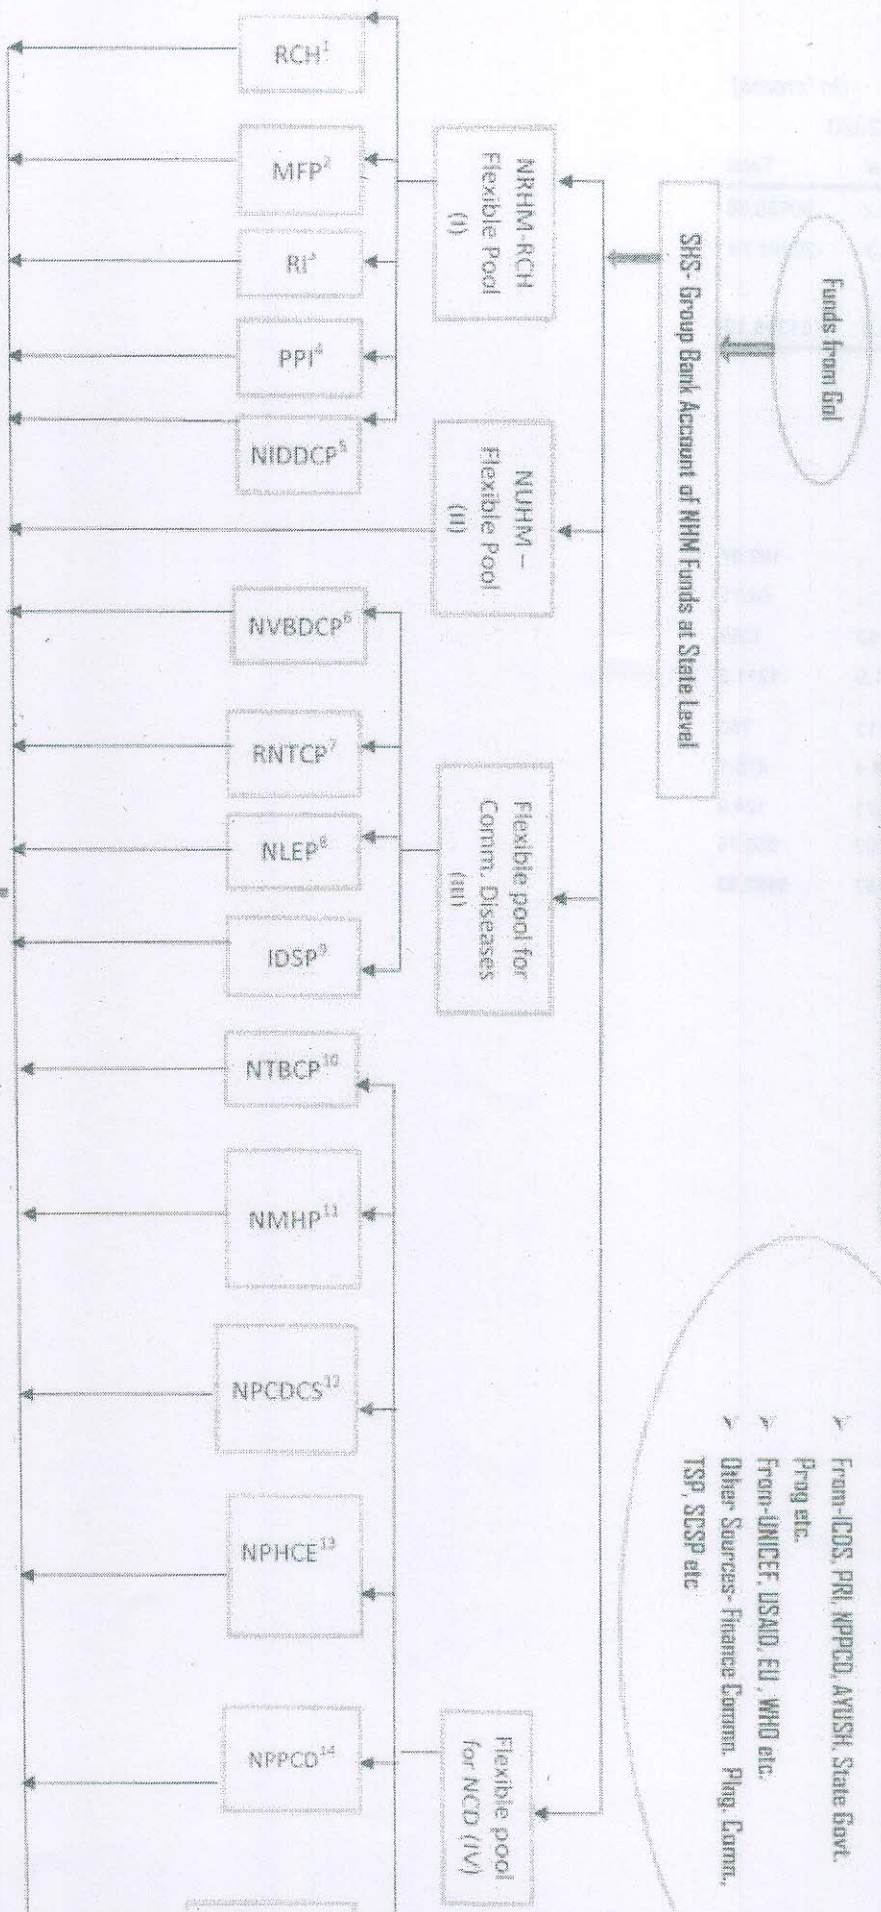 Funds from GoI
SHS- Group Bank Account of NHM Funds at State Level
➤ From-ICDS, PRI, NPPCD, AYUSH, State Govt.
Prog etc.
➤ From-UNICEF, USAID, EU, WHO etc.
➤ Other Sources- Finance Commn. Plng. Comm.,
TSP, SCSP etc
NRHM-RCH
Flexible Pool
(I)
NUHM –
Flexible Pool
(II)
Flexible pool for
Comm. Diseases
(III)
Flexible pool
for NCD (IV)
RCH¹
MFP²
RI³
PPI⁴
NIDDCP⁵
NVBDCP⁶
RNTCP⁷
NLEP⁸
IDSP⁹
NTBCP¹⁰
NMHP¹¹
NPCDCS¹²
NPHCE¹³
NPPCD¹⁴